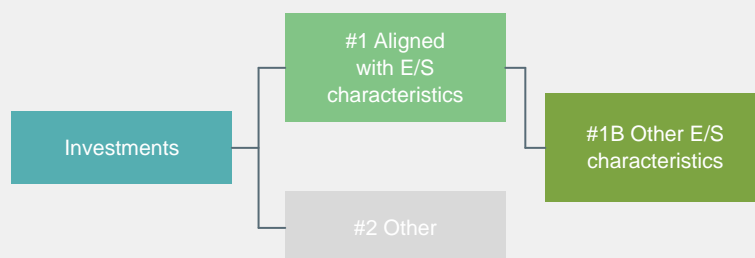 #1 Aligned
with E/S
characteristics
Investments
#1B Other E/S
characteristics
#2 Other